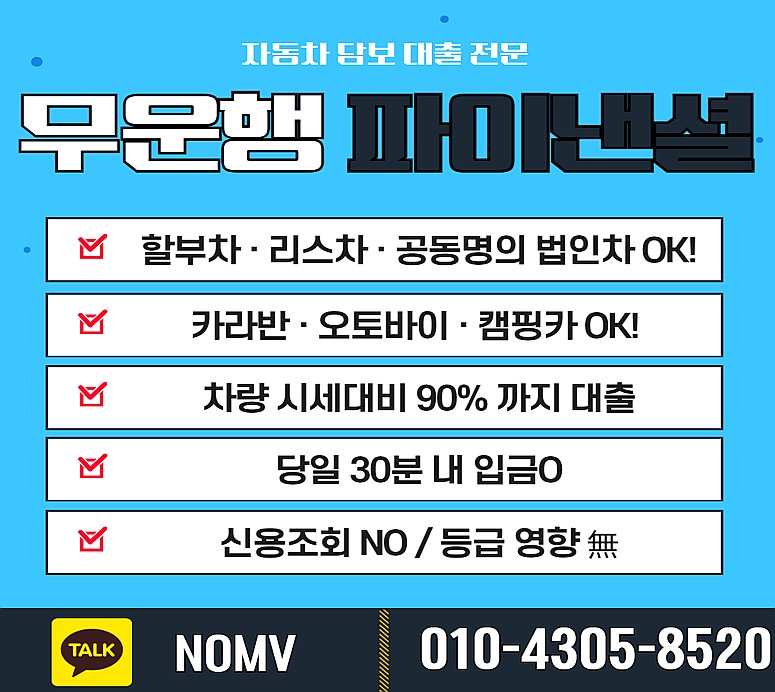 자동차 담보 대출 전문
무운행 파이낸셜
할부차 · 리스차 · 공동명의 법인차 OK!
카라반 · 오토바이 · 캠핑카 OK!
차량 시세대비 90% 까지 대출
당일 30분 내 입금O
신용조회 NO / 등급 영향 無
TALK NOMV 010-4305-8520